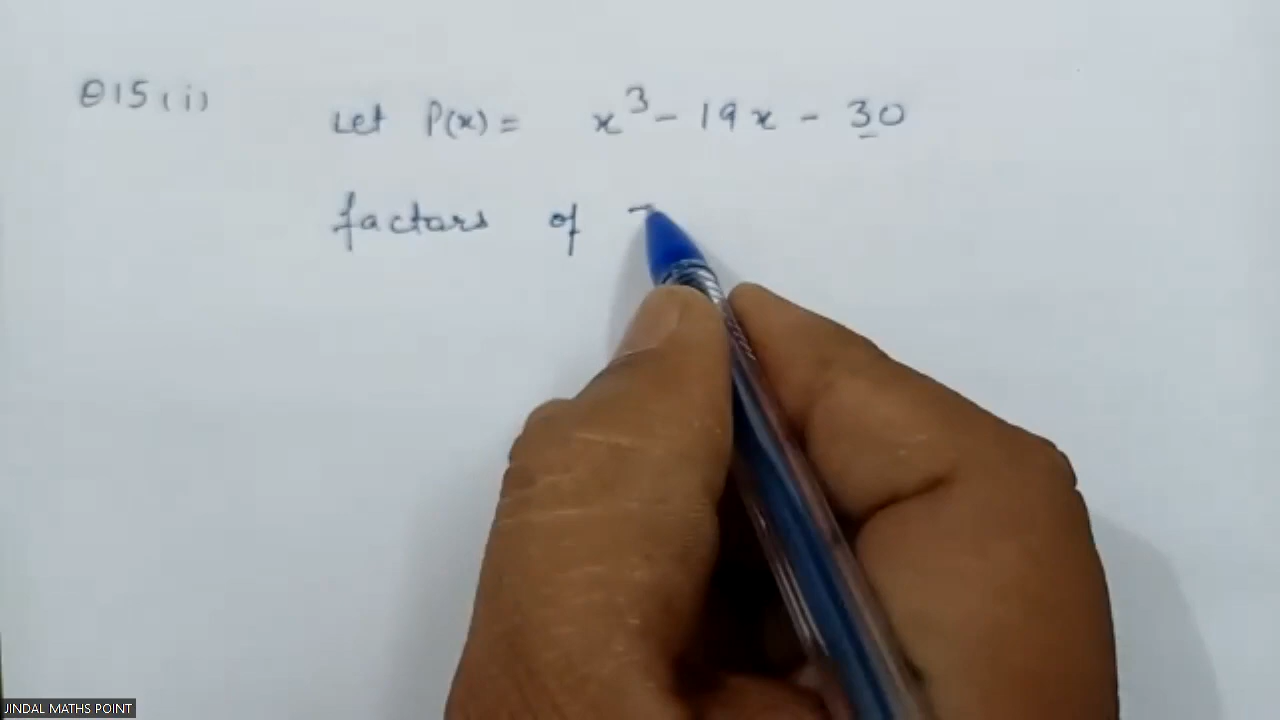 Q15(i) Let P(x) = x³ - 19x - 30
factors of
JINDAL MATHS POINT